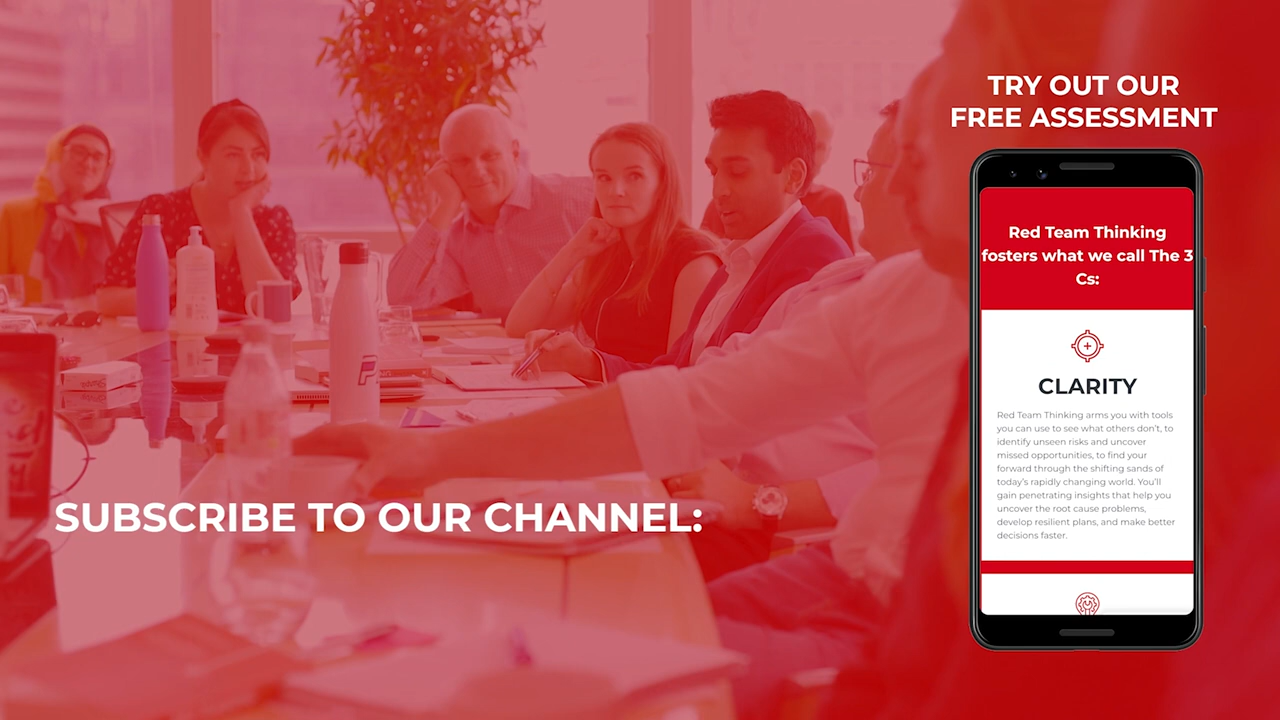 TRY OUT OUR
FREE ASSESSMENT
Red Team Thinking
fosters what we call The 3
Cs:
CLARITY
Red Team Thinking arms you with tools
you can use to see what others don't, to
identify unseen risks and uncover
missed opportunities, to find your
forward through the shifting sands of
today's rapidly changing world. You'll
gain penetrating insights that help you
uncover the root cause problems,
develop resilient plans, and make better
decisions faster.
SUBSCRIBE TO OUR CHANNEL: